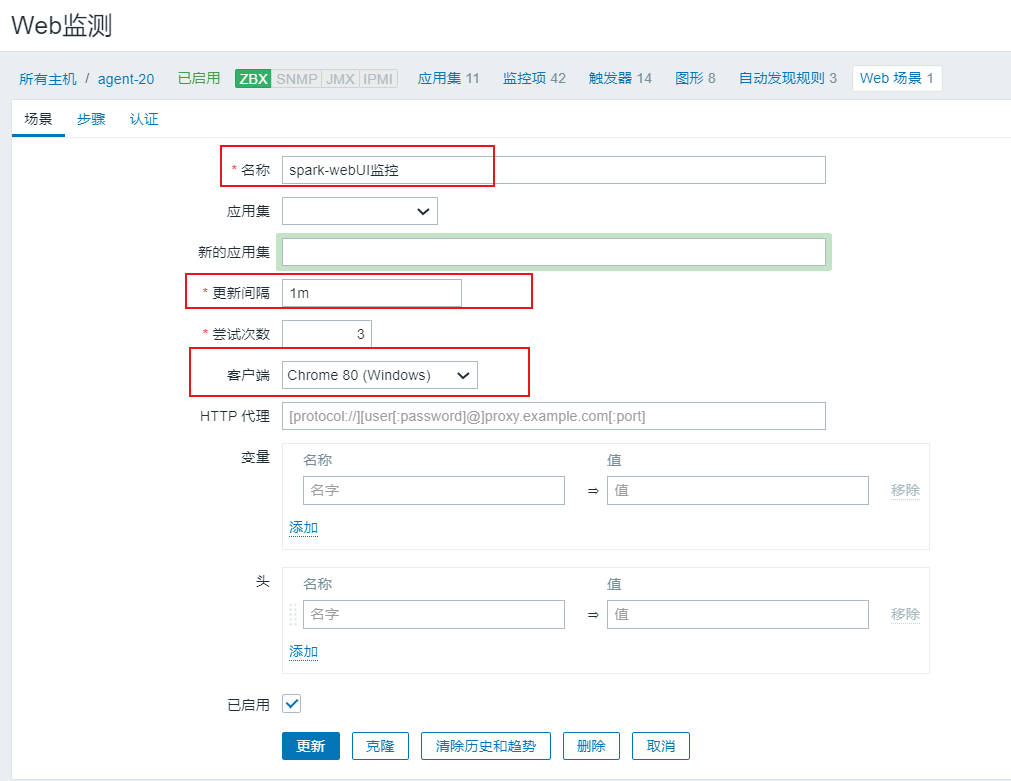 Web监测
所有主机 / agent-20 已启用 ZBX SNMP JMX IPMI 应用集 11 监控项 42 触发器 14 图形 8 自动发现规则 3 Web 场景 1
场景 步骤 认证
* 名称 spark-webUI监控
应用集
新的应用集
* 更新间隔 1m
* 尝试次数 3
客户端 Chrome 80 (Windows)
HTTP 代理 [protocol://][user[:password]@]proxy.example.com[:port]
变量 名称 值
名字 ⇒ 值 移除
添加
头 名称 值
名字 ⇒ 值 移除
添加
已启用
更新 克隆 清除历史和趋势 删除 取消